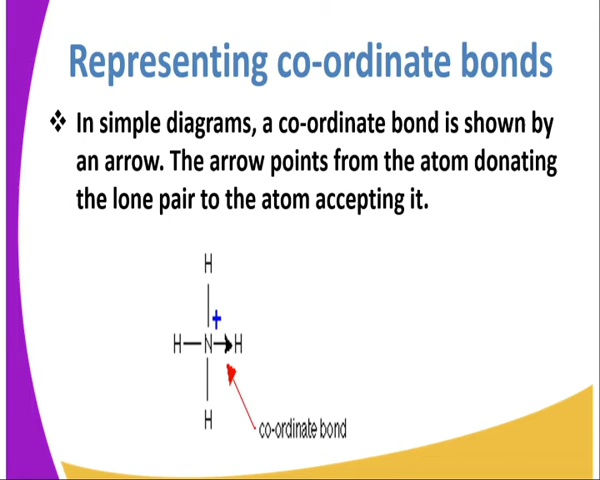 Representing co-ordinate bonds
❖ In simple diagrams, a co-ordinate bond is shown by
an arrow. The arrow points from the atom donating
the lone pair to the atom accepting it.
H
+
H—N→H
H
co-ordinate bond